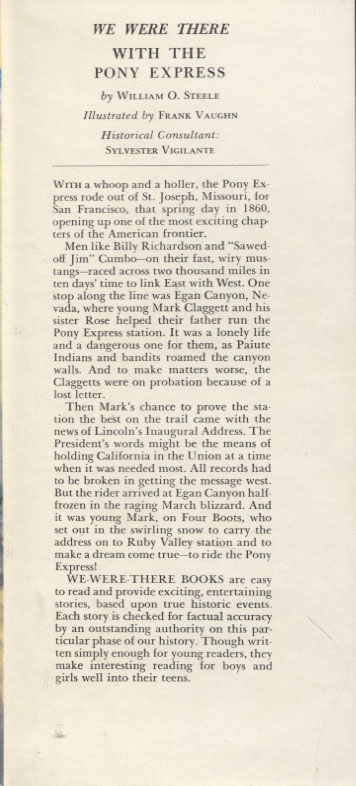 WE WERE THERE
WITH THE
PONY EXPRESS
by WILLIAM O. STEELE
Illustrated by FRANK VAUGHN
Historical Consultant:
SYLVESTER VIGILANTE
WITH a whoop and a holler, the Pony Ex-
press rode out of St. Joseph, Missouri, for
San Francisco, that spring day in 1860,
opening up one of the most exciting chap-
ters of the American frontier.
Men like Billy Richardson and "Sawed-
off Jim" Cumbo—on their fast, wiry mus-
tangs—raced across two thousand miles in
ten days' time to link East with West. One
stop along the line was Egan Canyon, Ne-
vada, where young Mark Claggett and his
sister Rose helped their father run the
Pony Express station. It was a lonely life
and a dangerous one for them, as Paiute
Indians and bandits roamed the canyon
walls. And to make matters worse, the
Claggetts were on probation because of a
lost letter.
Then Mark's chance to prove the sta-
tion the best on the trail came with the
news of Lincoln's Inaugural Address. The
President's words might be the means of
holding California in the Union at a time
when it was needed most. All records had
to be broken in getting the message west.
But the rider arrived at Egan Canyon half-
frozen in the raging March blizzard. And
it was young Mark, on Four Boots, who
set out in the swirling snow to carry the
address on to Ruby Valley station and to
make a dream come true—to ride the Pony
Express!
WE-WERE-THERE BOOKS are easy
to read and provide exciting, entertaining
stories, based upon true historic events.
Each story is checked for factual accuracy
by an outstanding authority on this par-
ticular phase of our history. Though writ-
ten simply enough for young readers, they
make interesting reading for boys and
girls well into their teens.